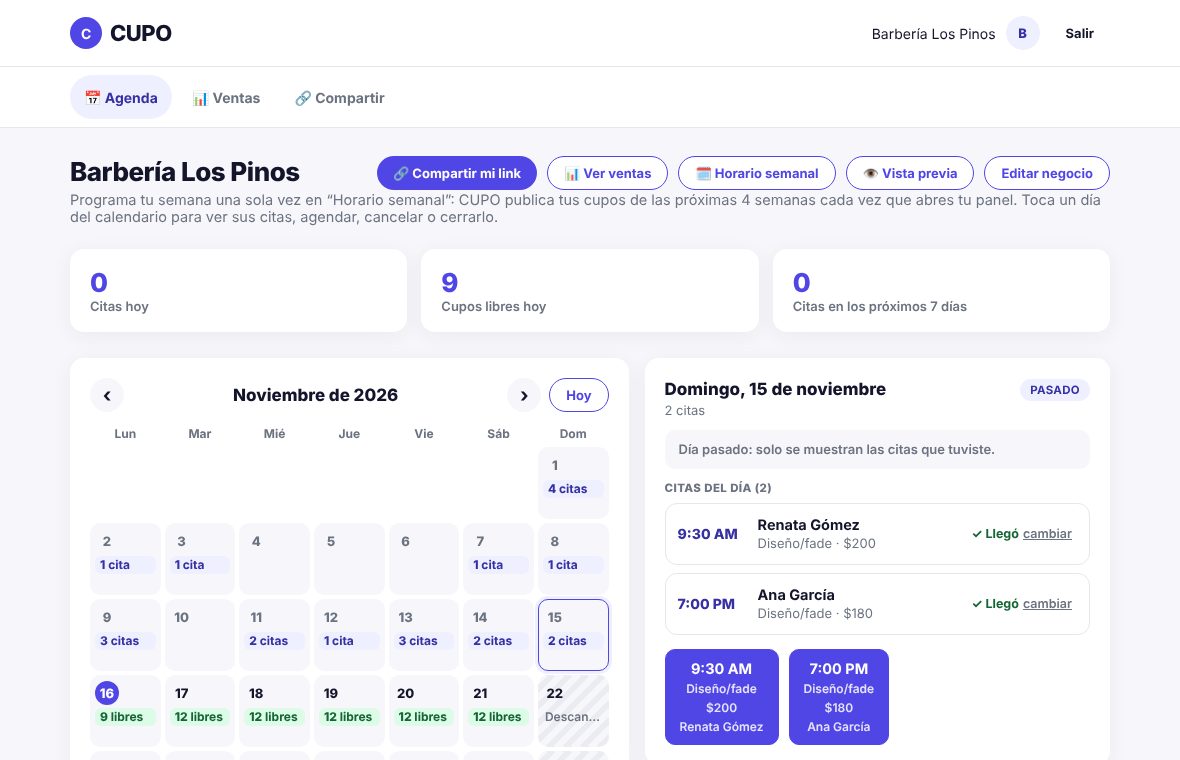 C CUPO
Barbería Los Pinos B Salir
📅 Agenda 📊 Ventas 🔗 Compartir
Barbería Los Pinos
🔗 Compartir mi link 📊 Ver ventas 🗓️ Horario semanal 👁️ Vista previa Editar negocio
Programa tu semana una sola vez en “Horario semanal”: CUPO publica tus cupos de las próximas 4 semanas cada vez que abres tu panel. Toca un día
del calendario para ver sus citas, agendar, cancelar o cerrarlo.
0
Citas hoy
9
Cupos libres hoy
0
Citas en los próximos 7 días
‹ Noviembre de 2026 › Hoy
Lun Mar Mié Jue Vie Sáb Dom
1
4 citas
2 3 4 5 6 7 8
1 cita 1 cita 1 cita 1 cita
9 10 11 12 13 14 15
3 citas 2 citas 1 cita 3 citas 2 citas 2 citas
16 17 18 19 20 21 22
9 libres 12 libres 12 libres 12 libres 12 libres 12 libres Descan...
Domingo, 15 de noviembre PASADO
2 citas
Día pasado: solo se muestran las citas que tuviste.
CITAS DEL DÍA (2)
9:30 AM Renata Gómez ✓ Llegó cambiar
Diseño/fade · $200
7:00 PM Ana García ✓ Llegó cambiar
Diseño/fade · $180
9:30 AM
Diseño/fade
$200
Renata Gómez
7:00 PM
Diseño/fade
$180
Ana García